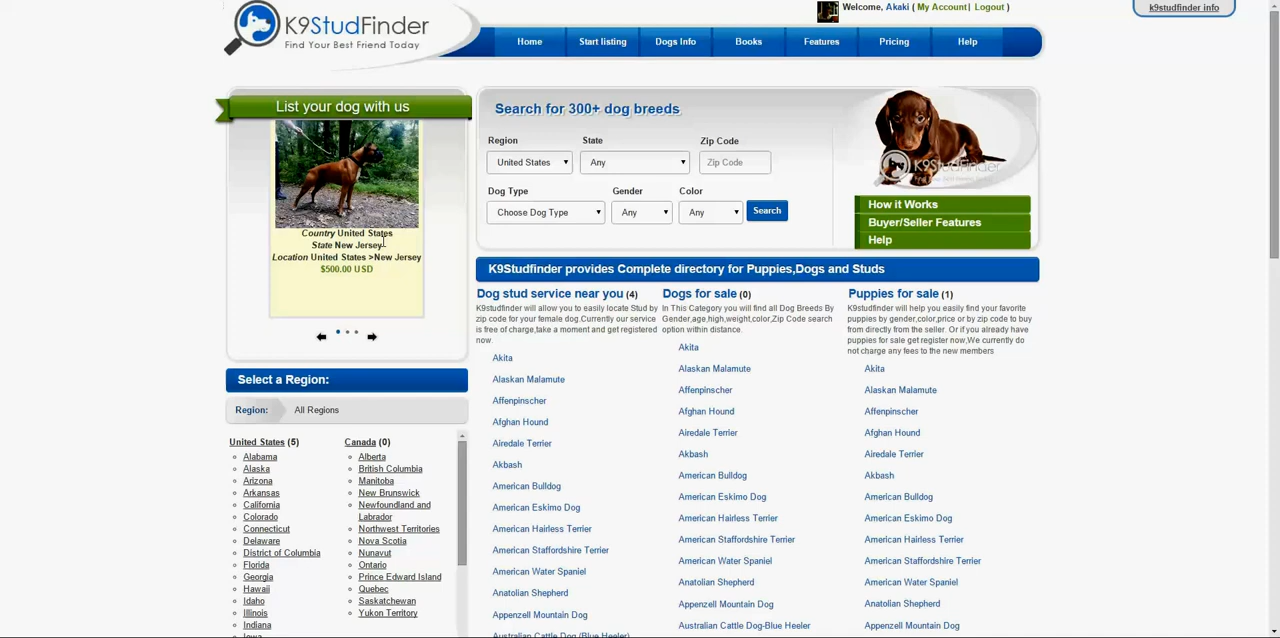 K9StudFinder
Find Your Best Friend Today
Welcome, Akaki ( My Account| Logout )
k9studfinder info
Home Start listing Dogs Info Books Features Pricing Help
List your dog with us
Country United States
State New Jersey
Location United States >New Jersey
$500.00 USD
Search for 300+ dog breeds
Region State Zip Code
United States Any Zip Code
Dog Type Gender Color
Choose Dog Type Any Any Search
K9StudFinder
How it Works
Buyer/Seller Features
Help
K9Studfinder provides Complete directory for Puppies,Dogs and Studs
Dog stud service near you (4)
K9studfinder will allow you to easily locate Stud by
zip code for your female dog.Currently our service
is free of charge,take a moment and get registered
now.
Akita
Alaskan Malamute
Affenpinscher
Afghan Hound
Airedale Terrier
Akbash
American Bulldog
American Eskimo Dog
American Hairless Terrier
American Staffordshire Terrier
American Water Spaniel
Anatolian Shepherd
Appenzell Mountain Dog
Australian Cattle Dog (Blue Heeler)
Dogs for sale (0)
In This Category you will find all Dog Breeds By
Gender,age,high,weight,color,Zip Code search
option within distance.
Akita
Alaskan Malamute
Affenpinscher
Afghan Hound
Airedale Terrier
Akbash
American Bulldog
American Eskimo Dog
American Hairless Terrier
American Staffordshire Terrier
American Water Spaniel
Anatolian Shepherd
Appenzell Mountain Dog
Australian Cattle Dog-Blue Heeler
Puppies for sale (1)
K9studfinder will help you easily find your favorite
puppies by gender,color,price or by zip code to buy
from directly from the seller. Or if you already have
puppies for sale get register now,We currently do
not charge any fees to the new members
Akita
Alaskan Malamute
Affenpinscher
Afghan Hound
Airedale Terrier
Akbash
American Bulldog
American Eskimo Dog
American Hairless Terrier
American Staffordshire Terrier
American Water Spaniel
Anatolian Shepherd
Appenzell Mountain Dog
Select a Region:
Region: All Regions
United States (5)
Alabama
Alaska
Arizona
Arkansas
California
Colorado
Connecticut
Delaware
District of Columbia
Florida
Georgia
Hawaii
Idaho
Illinois
Indiana
Iowa
Canada (0)
Alberta
British Columbia
Manitoba
New Brunswick
Newfoundland and
Labrador
Northwest Territories
Nova Scotia
Nunavut
Ontario
Prince Edward Island
Quebec
Saskatchewan
Yukon Territory